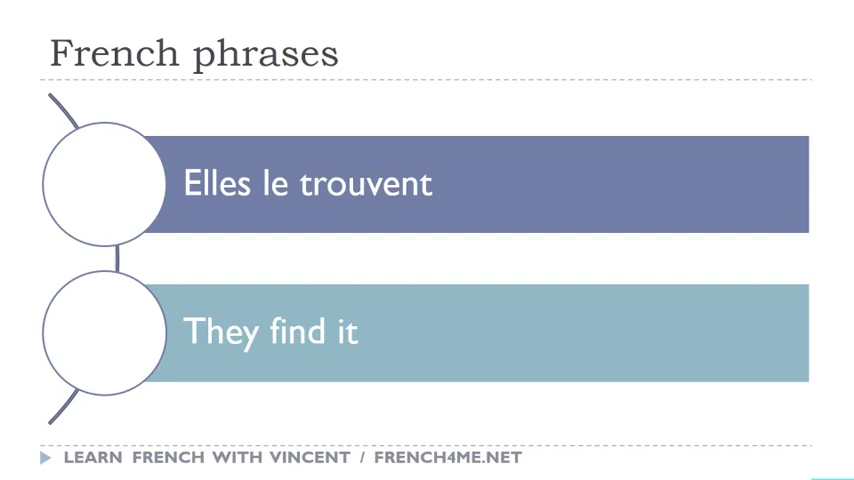 French phrases
Elles le trouvent
They find it
LEARN FRENCH WITH VINCENT / FRENCH4ME.NET